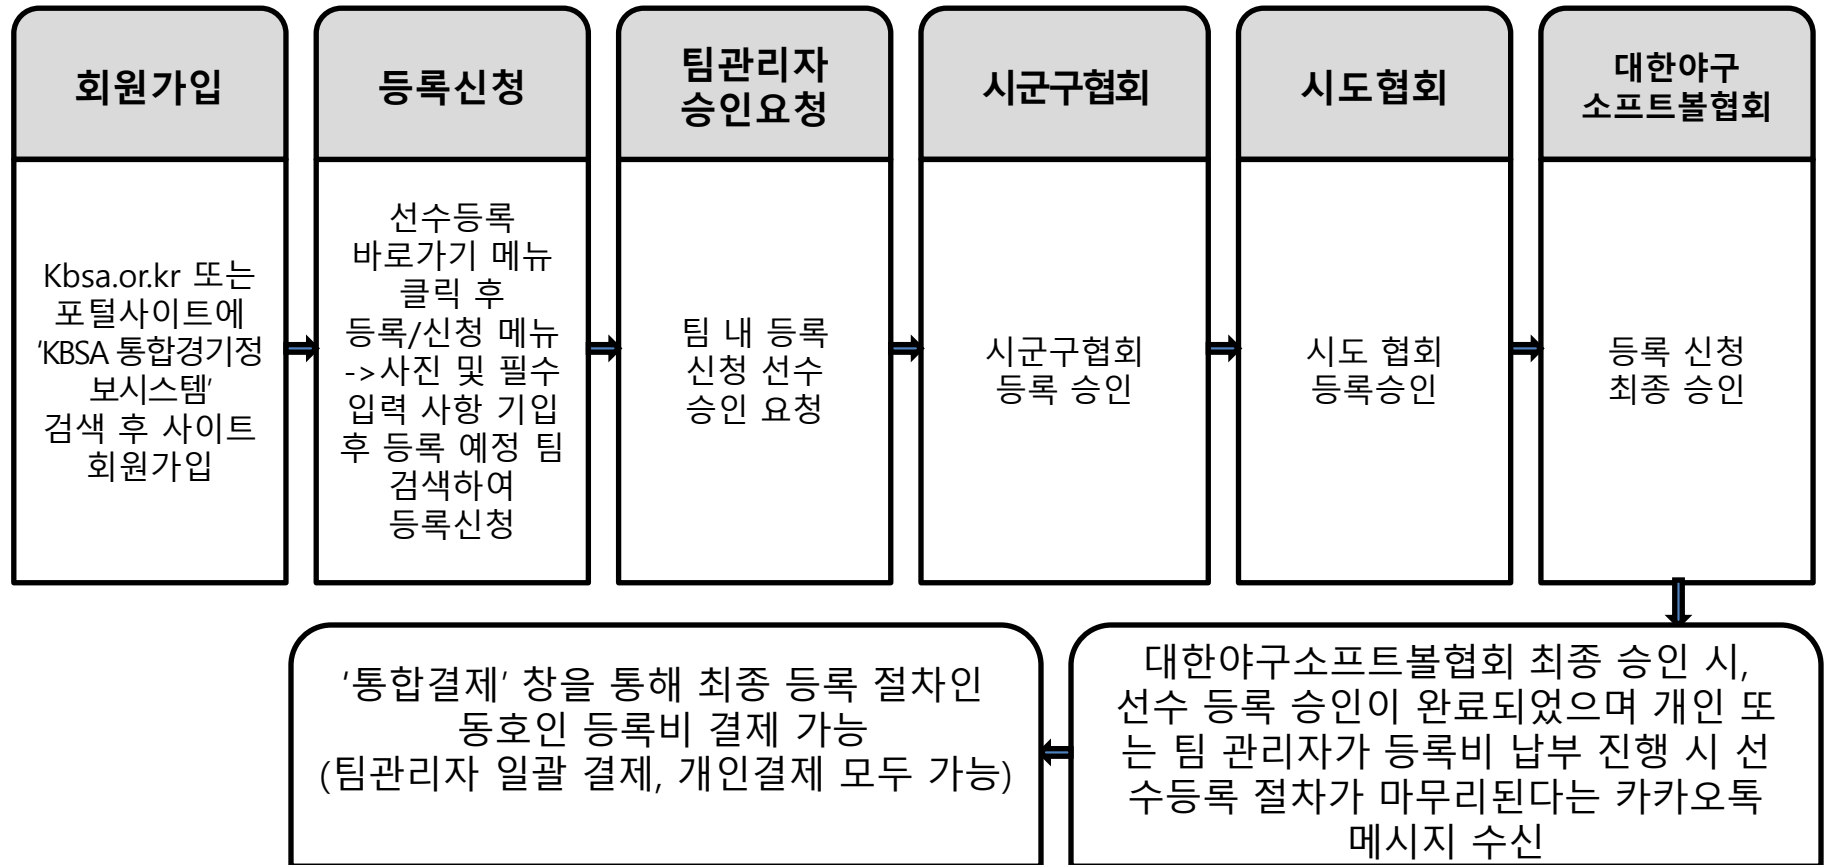 회원가입
Kbsa.or.kr 또는
포털사이트에
‘KBSA 통합경기정
보시스템’
검색 후 사이트
회원가입
등록신청
선수등록
바로가기 메뉴
클릭 후
등록/신청 메뉴
->사진 및 필수
입력 사항 기입
후 등록 예정 팀
검색하여
등록신청
팀관리자
승인요청
팀 내 등록
신청 선수
승인 요청
시군구협회
시군구협회
등록 승인
시도협회
시도 협회
등록승인
대한야구
소프트볼협회
등록 신청
최종 승인
대한야구소프트볼협회 최종 승인 시,
선수 등록 승인이 완료되었으며 개인 또
는 팀 관리자가 등록비 납부 진행 시 선
수등록 절차가 마무리된다는 카카오톡
메시지 수신
‘통합결제’ 창을 통해 최종 등록 절차인
동호인 등록비 결제 가능
(팀관리자 일괄 결제, 개인결제 모두 가능)